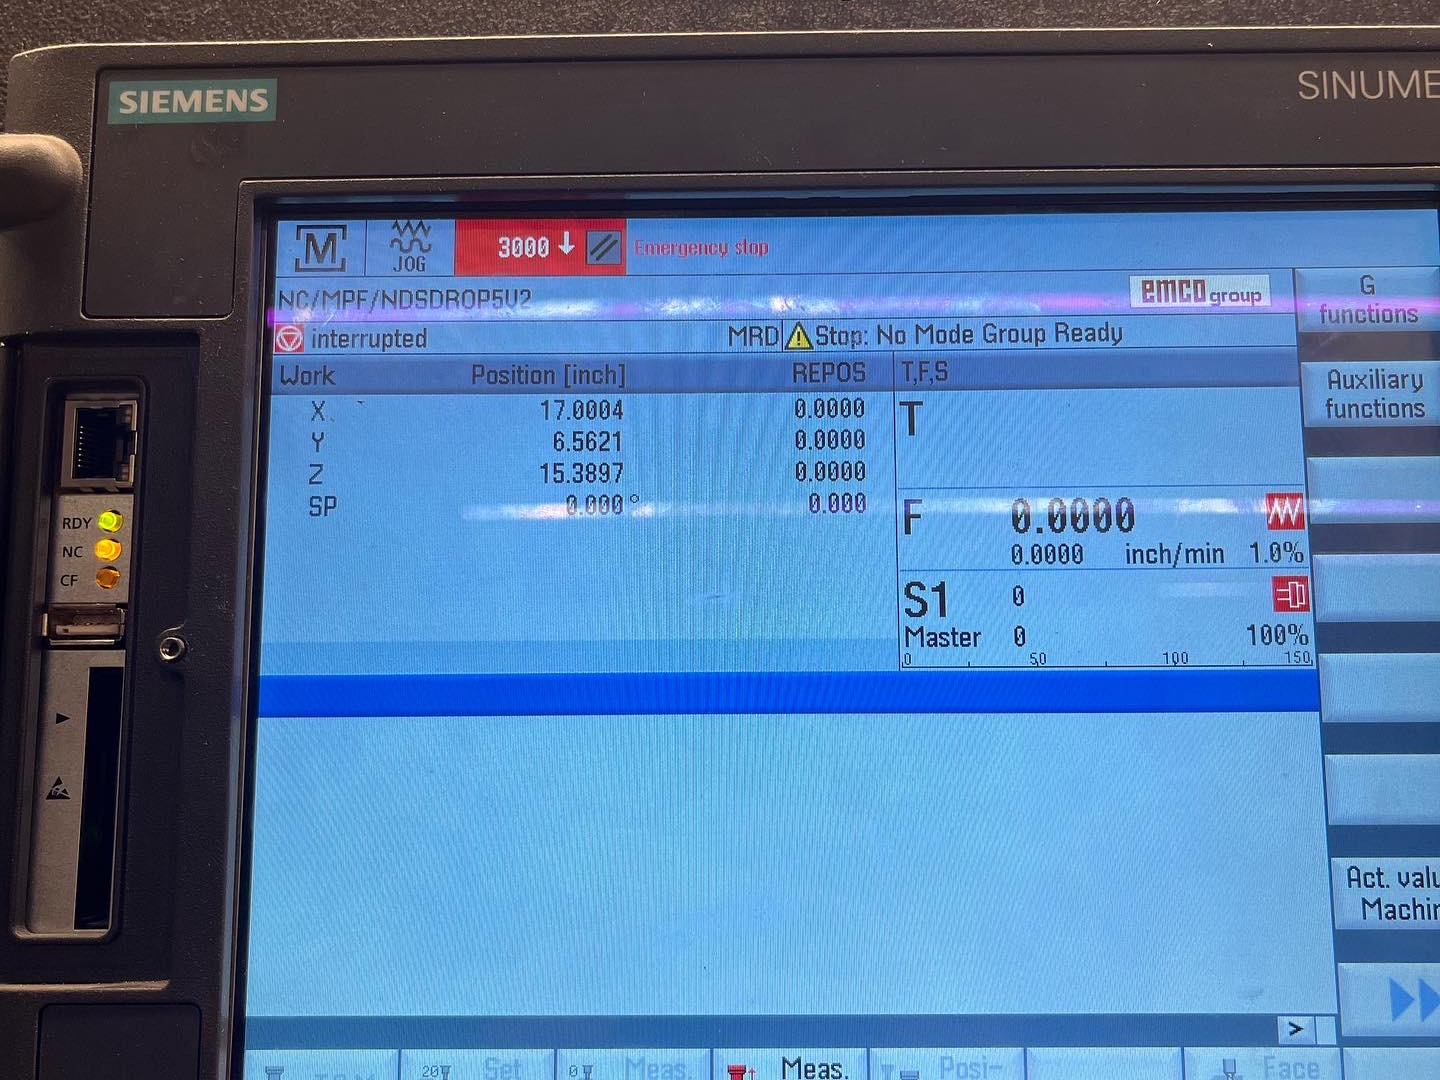 SIEMENS
SINUME
M
JOG
3000
Emergency stop
NC/MPF/NDSDROP5V2
emco group
G
functions
interrupted
MRD
Stop: No Mode Group Ready
Work
Position [inch]
REPOS
T,F,S
Auxiliary
functions
X
17.0004
0.0000
T
Y
6.5621
0.0000
Z
15.3897
0.0000
SP
0.000°
0.000
F
0.0000
0.0000
inch/min
1.0%
S1
0
Master
0
100%
0 50 100 150
RDY
NC
CF
Act. valu
Machin
>
20
Set
0
Meas.
Meas.
Posi-
Face